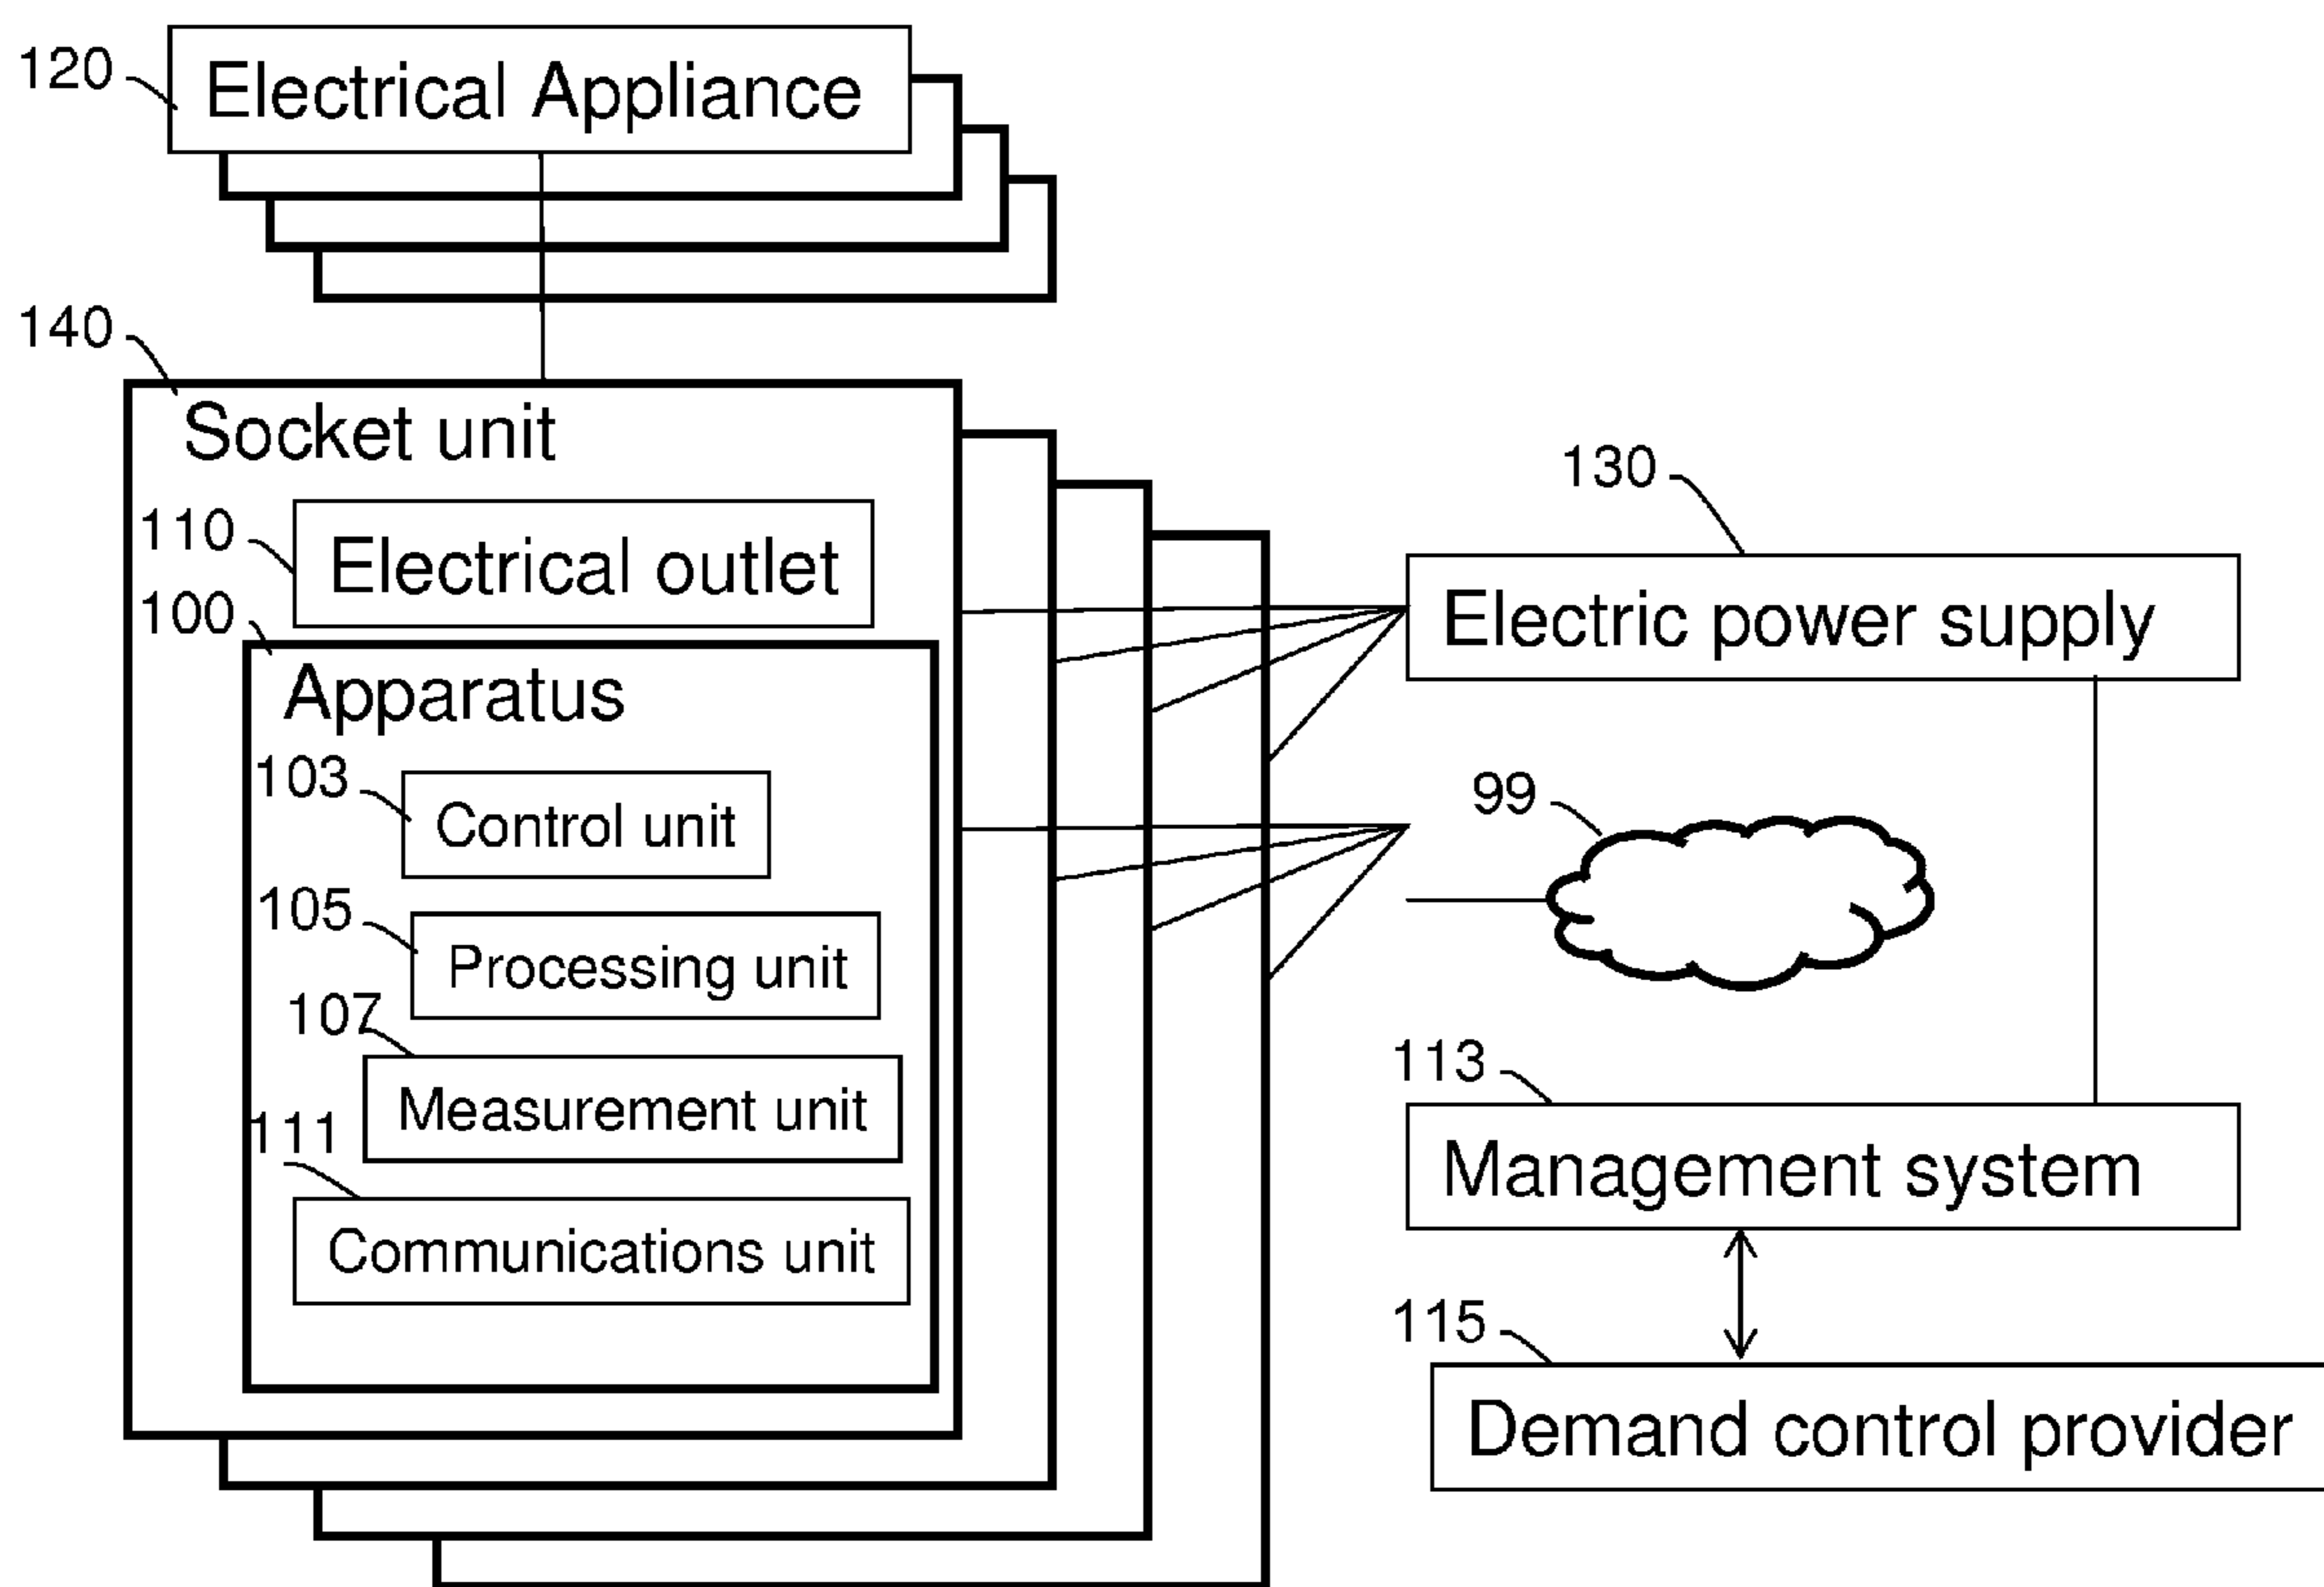 120
Electrical Appliance
140
Socket unit
110
Electrical outlet
100
Apparatus
103
Control unit
105
Processing unit
107
Measurement unit
111
Communications unit
130
Electric power supply
99
113
Management system
115
Demand control provider